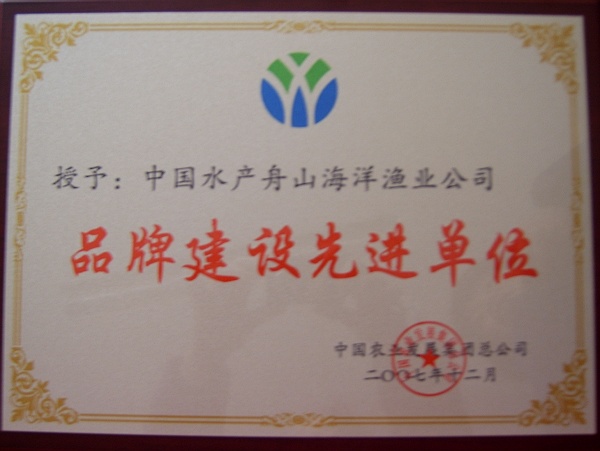 授予：中国水产舟山海洋渔业公司
品牌建设先进单位
中国农业发展集团总公司
二〇〇七年十二月